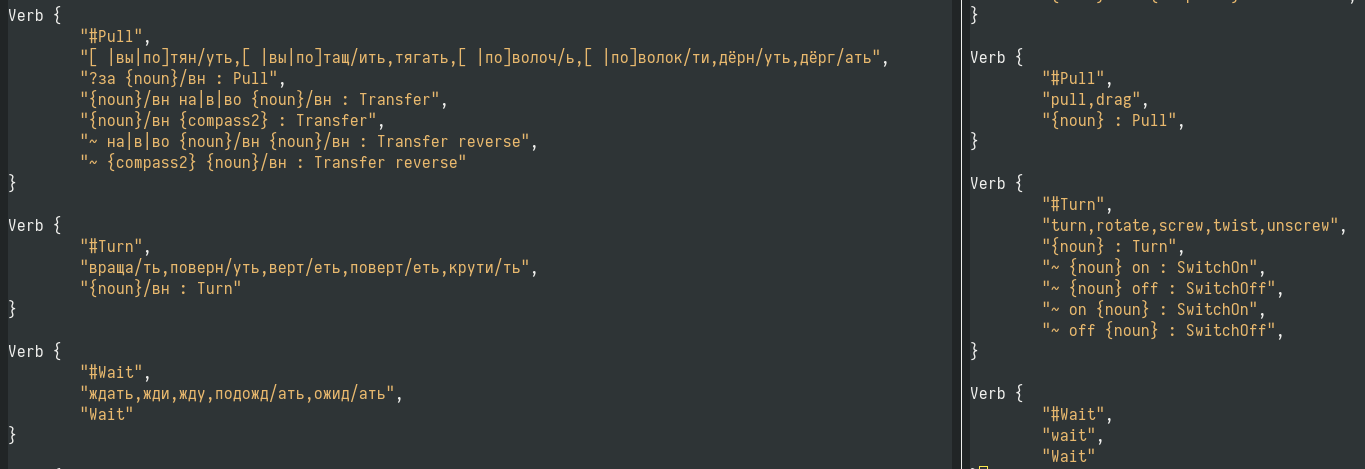 Verb {
"#Pull",
"[ |вы|по]тян/уть,[ |вы|по]тащ/ить,тягать,[ |по]волоч/ь,[ |по]волок/ти,дёрн/уть,дёрг/ать",
"?за {noun}/вн : Pull",
"{noun}/вн на|в|во {noun}/вн : Transfer",
"{noun}/вн {compass2} : Transfer",
"~ на|в|во {noun}/вн {noun}/вн : Transfer reverse",
"~ {compass2} {noun}/вн : Transfer reverse"
}
Verb {
"#Turn",
"враща/ть,поверн/уть,верт/еть,поверт/еть,крути/ть",
"{noun}/вн : Turn"
}
Verb {
"#Wait",
"ждать,жди,жду,подожд/ать,ожид/ать",
"Wait"
}
}
Verb {
"#Pull",
"pull,drag",
"{noun} : Pull",
}
Verb {
"#Turn",
"turn,rotate,screw,twist,unscrew",
"{noun} : Turn",
"~ {noun} on : SwitchOn",
"~ {noun} off : SwitchOff",
"~ on {noun} : SwitchOn",
"~ off {noun} : SwitchOff",
}
Verb {
"#Wait",
"wait",
"Wait"